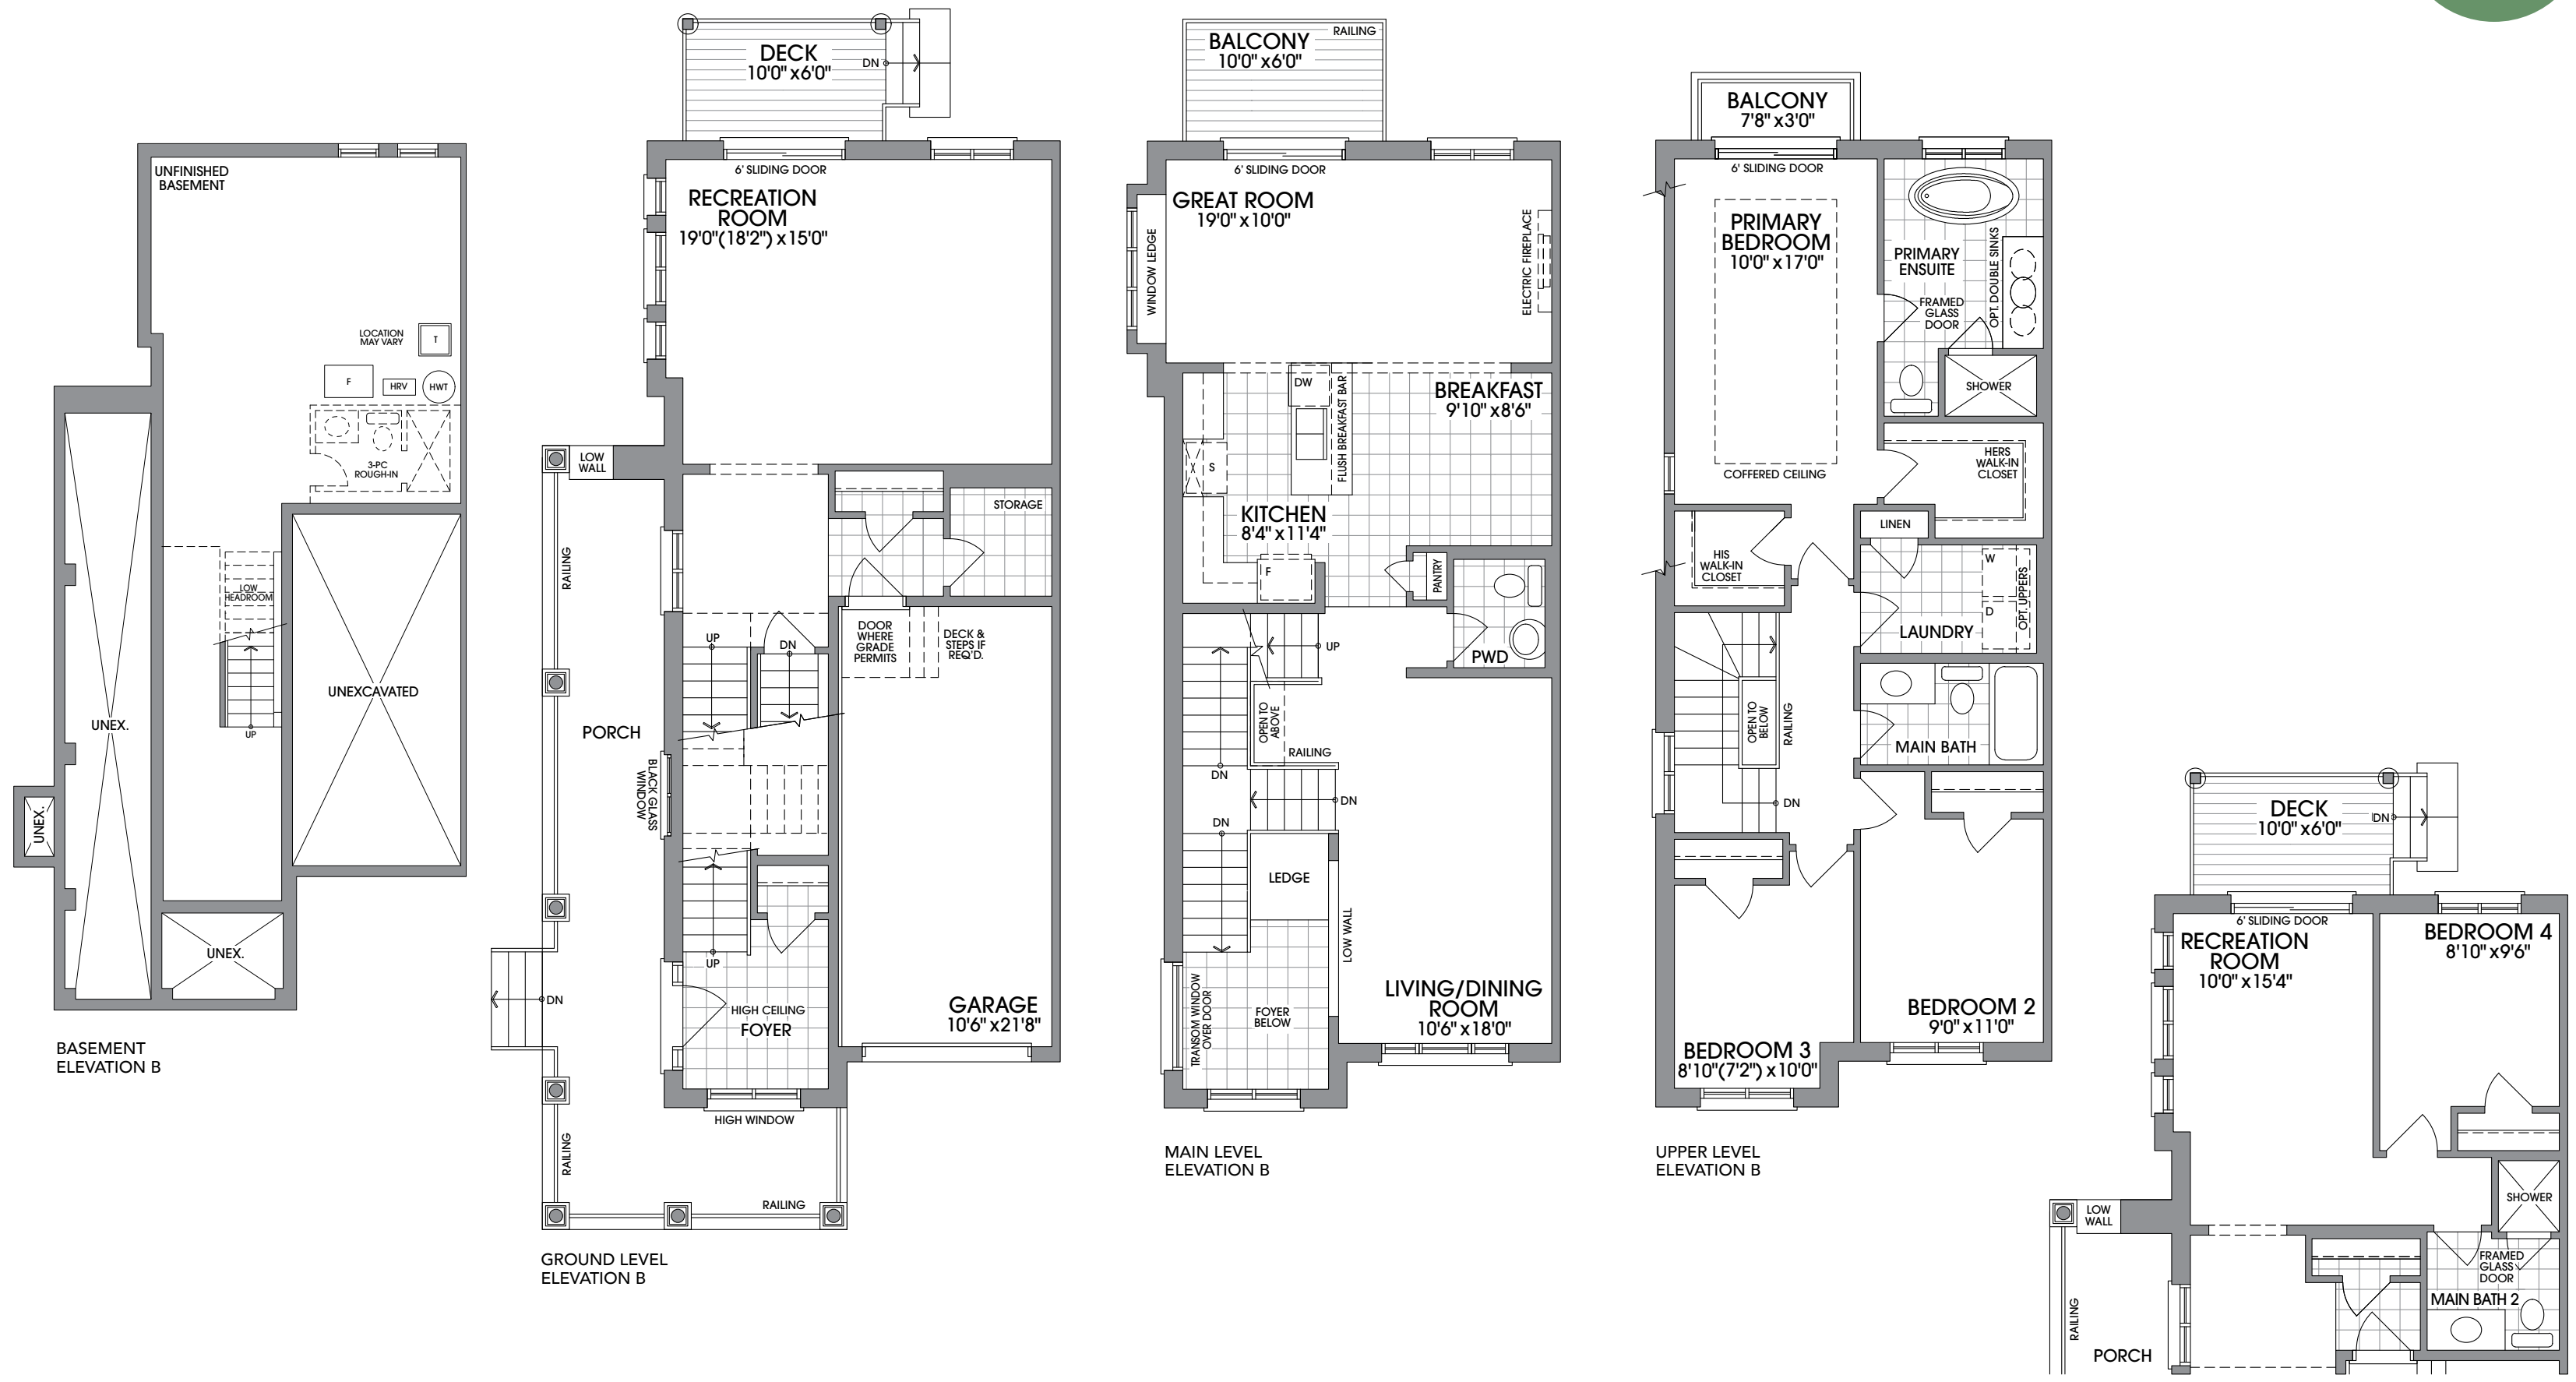 UNFINISHED
BASEMENT
LOCATION
MAY VARY
T
F
HRV
HWT
3-PC
ROUGH-IN
LOW
HEADROOM
UP
UNEXCAVATED
UNEX.
UNEX.
UNEX.
BASEMENT
ELEVATION B
DECK
10'0" x6'0"
DN
6' SLIDING DOOR
RECREATION
ROOM
19'0"(18'2") x15'0"
LOW
WALL
STORAGE
RAILING
UP
DN
DOOR
WHERE
GRADE
PERMITS
DECK &
STEPS IF
REQ'D.
PORCH
BLACK GLASS
WINDOW
UP
DN
HIGH CEILING
FOYER
GARAGE
10'6" x21'8"
HIGH WINDOW
RAILING
RAILING
GROUND LEVEL
ELEVATION B
BALCONY
10'0" x6'0"
RAILING
6' SLIDING DOOR
GREAT ROOM
19'0" x10'0"
WINDOW LEDGE
ELECTRIC FIREPLACE
DW
FLUSH BREAKFAST BAR
BREAKFAST
9'10" x8'6"
S
KITCHEN
8'4" x11'4"
F
PANTRY
UP
PWD
OPEN TO
ABOVE
RAILING
DN
DN
DN
LEDGE
LOW WALL
TRANSOM WINDOW
OVER DOOR
FOYER
BELOW
LIVING/DINING
ROOM
10'6" x18'0"
MAIN LEVEL
ELEVATION B
BALCONY
7'8" x3'0"
6' SLIDING DOOR
PRIMARY
BEDROOM
10'0" x17'0"
PRIMARY
ENSUITE
OPT. DOUBLE SINKS
FRAMED
GLASS
DOOR
SHOWER
COFFERED CEILING
HERS
WALK-IN
CLOSET
LINEN
HIS
WALK-IN
CLOSET
W
D
OPT. UPPERS
LAUNDRY
OPEN TO
BELOW
RAILING
MAIN BATH
DN
BEDROOM 2
9'0" x11'0"
BEDROOM 3
8'10"(7'2") x10'0"
UPPER LEVEL
ELEVATION B
DECK
10'0" x6'0"
DN
6' SLIDING DOOR
RECREATION
ROOM
10'0" x15'4"
BEDROOM 4
8'10" x9'6"
SHOWER
LOW
WALL
FRAMED
GLASS
DOOR
MAIN BATH 2
RAILING
PORCH